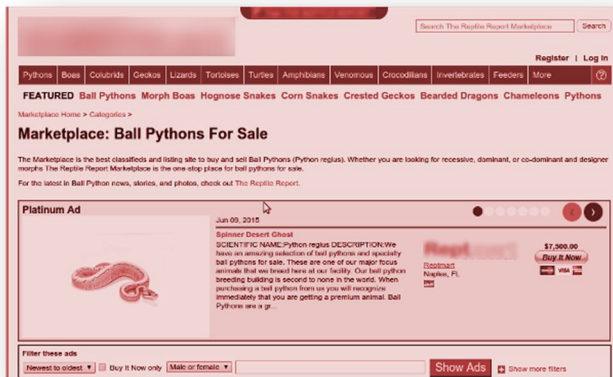 Search The Reptile Report Marketplace Search
Register | Log In
Pythons Boas Colubrids Geckos Lizards Tortoises Turtles Amphibians Venomous Crocodilians Invertebrates Feeders More ?
FEATURED Ball Pythons Morph Boas Hognose Snakes Corn Snakes Crested Geckos Bearded Dragons Chameleons Pythons
Marketplace Home > Categories >
Marketplace: Ball Pythons For Sale
The Marketplace is the best classifieds and listing site to buy and sell Ball Pythons (Python regius). Whether you are looking for recessive, dominant, or co-dominant and designer
morphs The Reptile Report Marketplace is the one stop place for ball pythons for sale.
For the latest in Ball Python news, stories, and photos, check out The Reptile Report.
Platinum Ad
Jun 09, 2015
Spinner Desert Ghost
SCIENTIFIC NAME:Python regius DESCRIPTION:We
have an amazing selection of ball pythons and specialty
ball pythons for sale. These are one of our major focus
animals that we breed here at our facility. Our ball python
breeding building is second to none in the world. When
purchasing a ball python from us you will recognize
immediately that you are getting a premium animal. Ball
Pythons are a gr...
Reptmart
Naples, FL
$7,500.00
Buy It Now
VISA
Filter these ads
Newest to oldest Buy It Now only Male or female Show Ads Show more filters